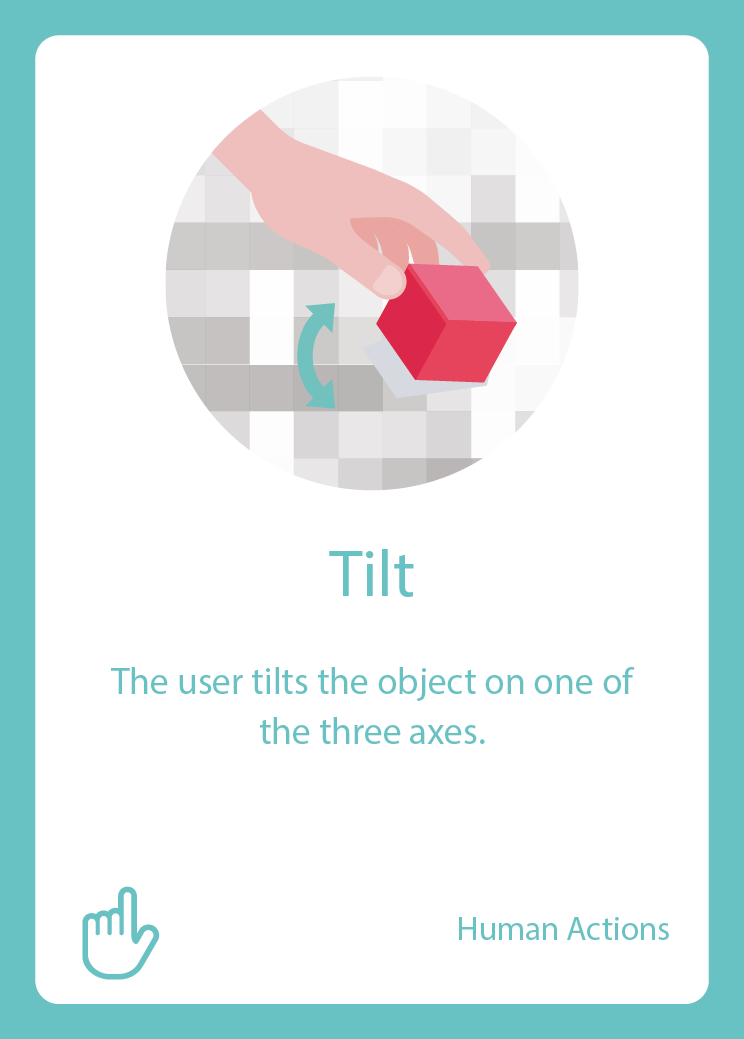 Tilt
The user tilts the object on one of
the three axes.
Human Actions